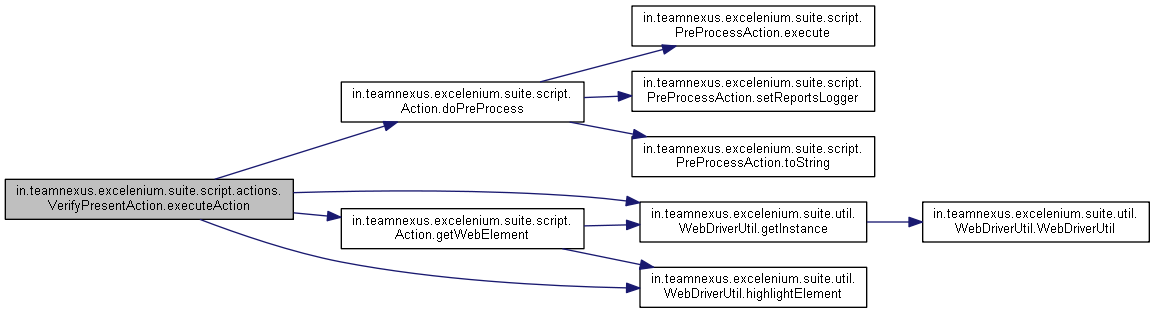 in.teamnexus.excelenium.suite.script.
PreProcessAction.execute
in.teamnexus.excelenium.suite.script.
Action.doPreProcess
in.teamnexus.excelenium.suite.script.
PreProcessAction.setReportsLogger
in.teamnexus.excelenium.suite.script.
PreProcessAction.toString
in.teamnexus.excelenium.suite.script.actions.
VerifyPresentAction.executeAction
in.teamnexus.excelenium.suite.script.
Action.getWebElement
in.teamnexus.excelenium.suite.util.
WebDriverUtil.getInstance
in.teamnexus.excelenium.suite.util.
WebDriverUtil.WebDriverUtil
in.teamnexus.excelenium.suite.util.
WebDriverUtil.highlightElement